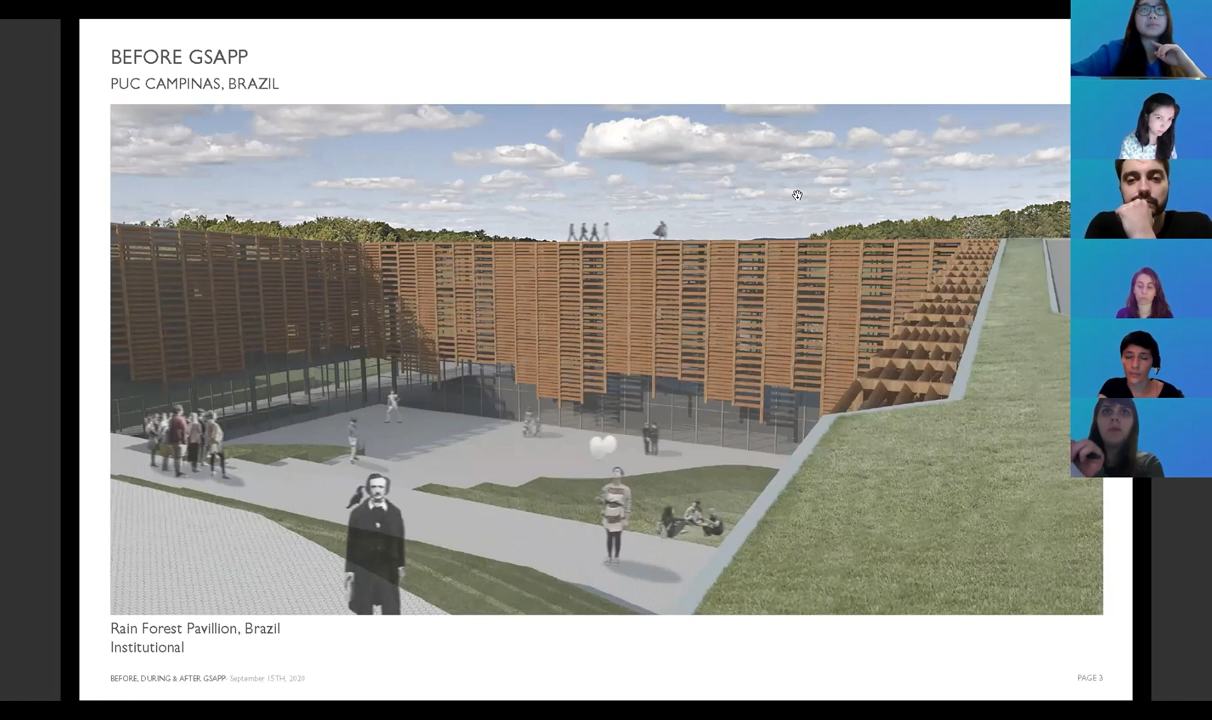 BEFORE GSAPP
PUC CAMPINAS, BRAZIL
Rain Forest Pavillion, Brazil
Institutional
BEFORE, DURING & AFTER GSAPP- September 15TH, 2020
PAGE 3